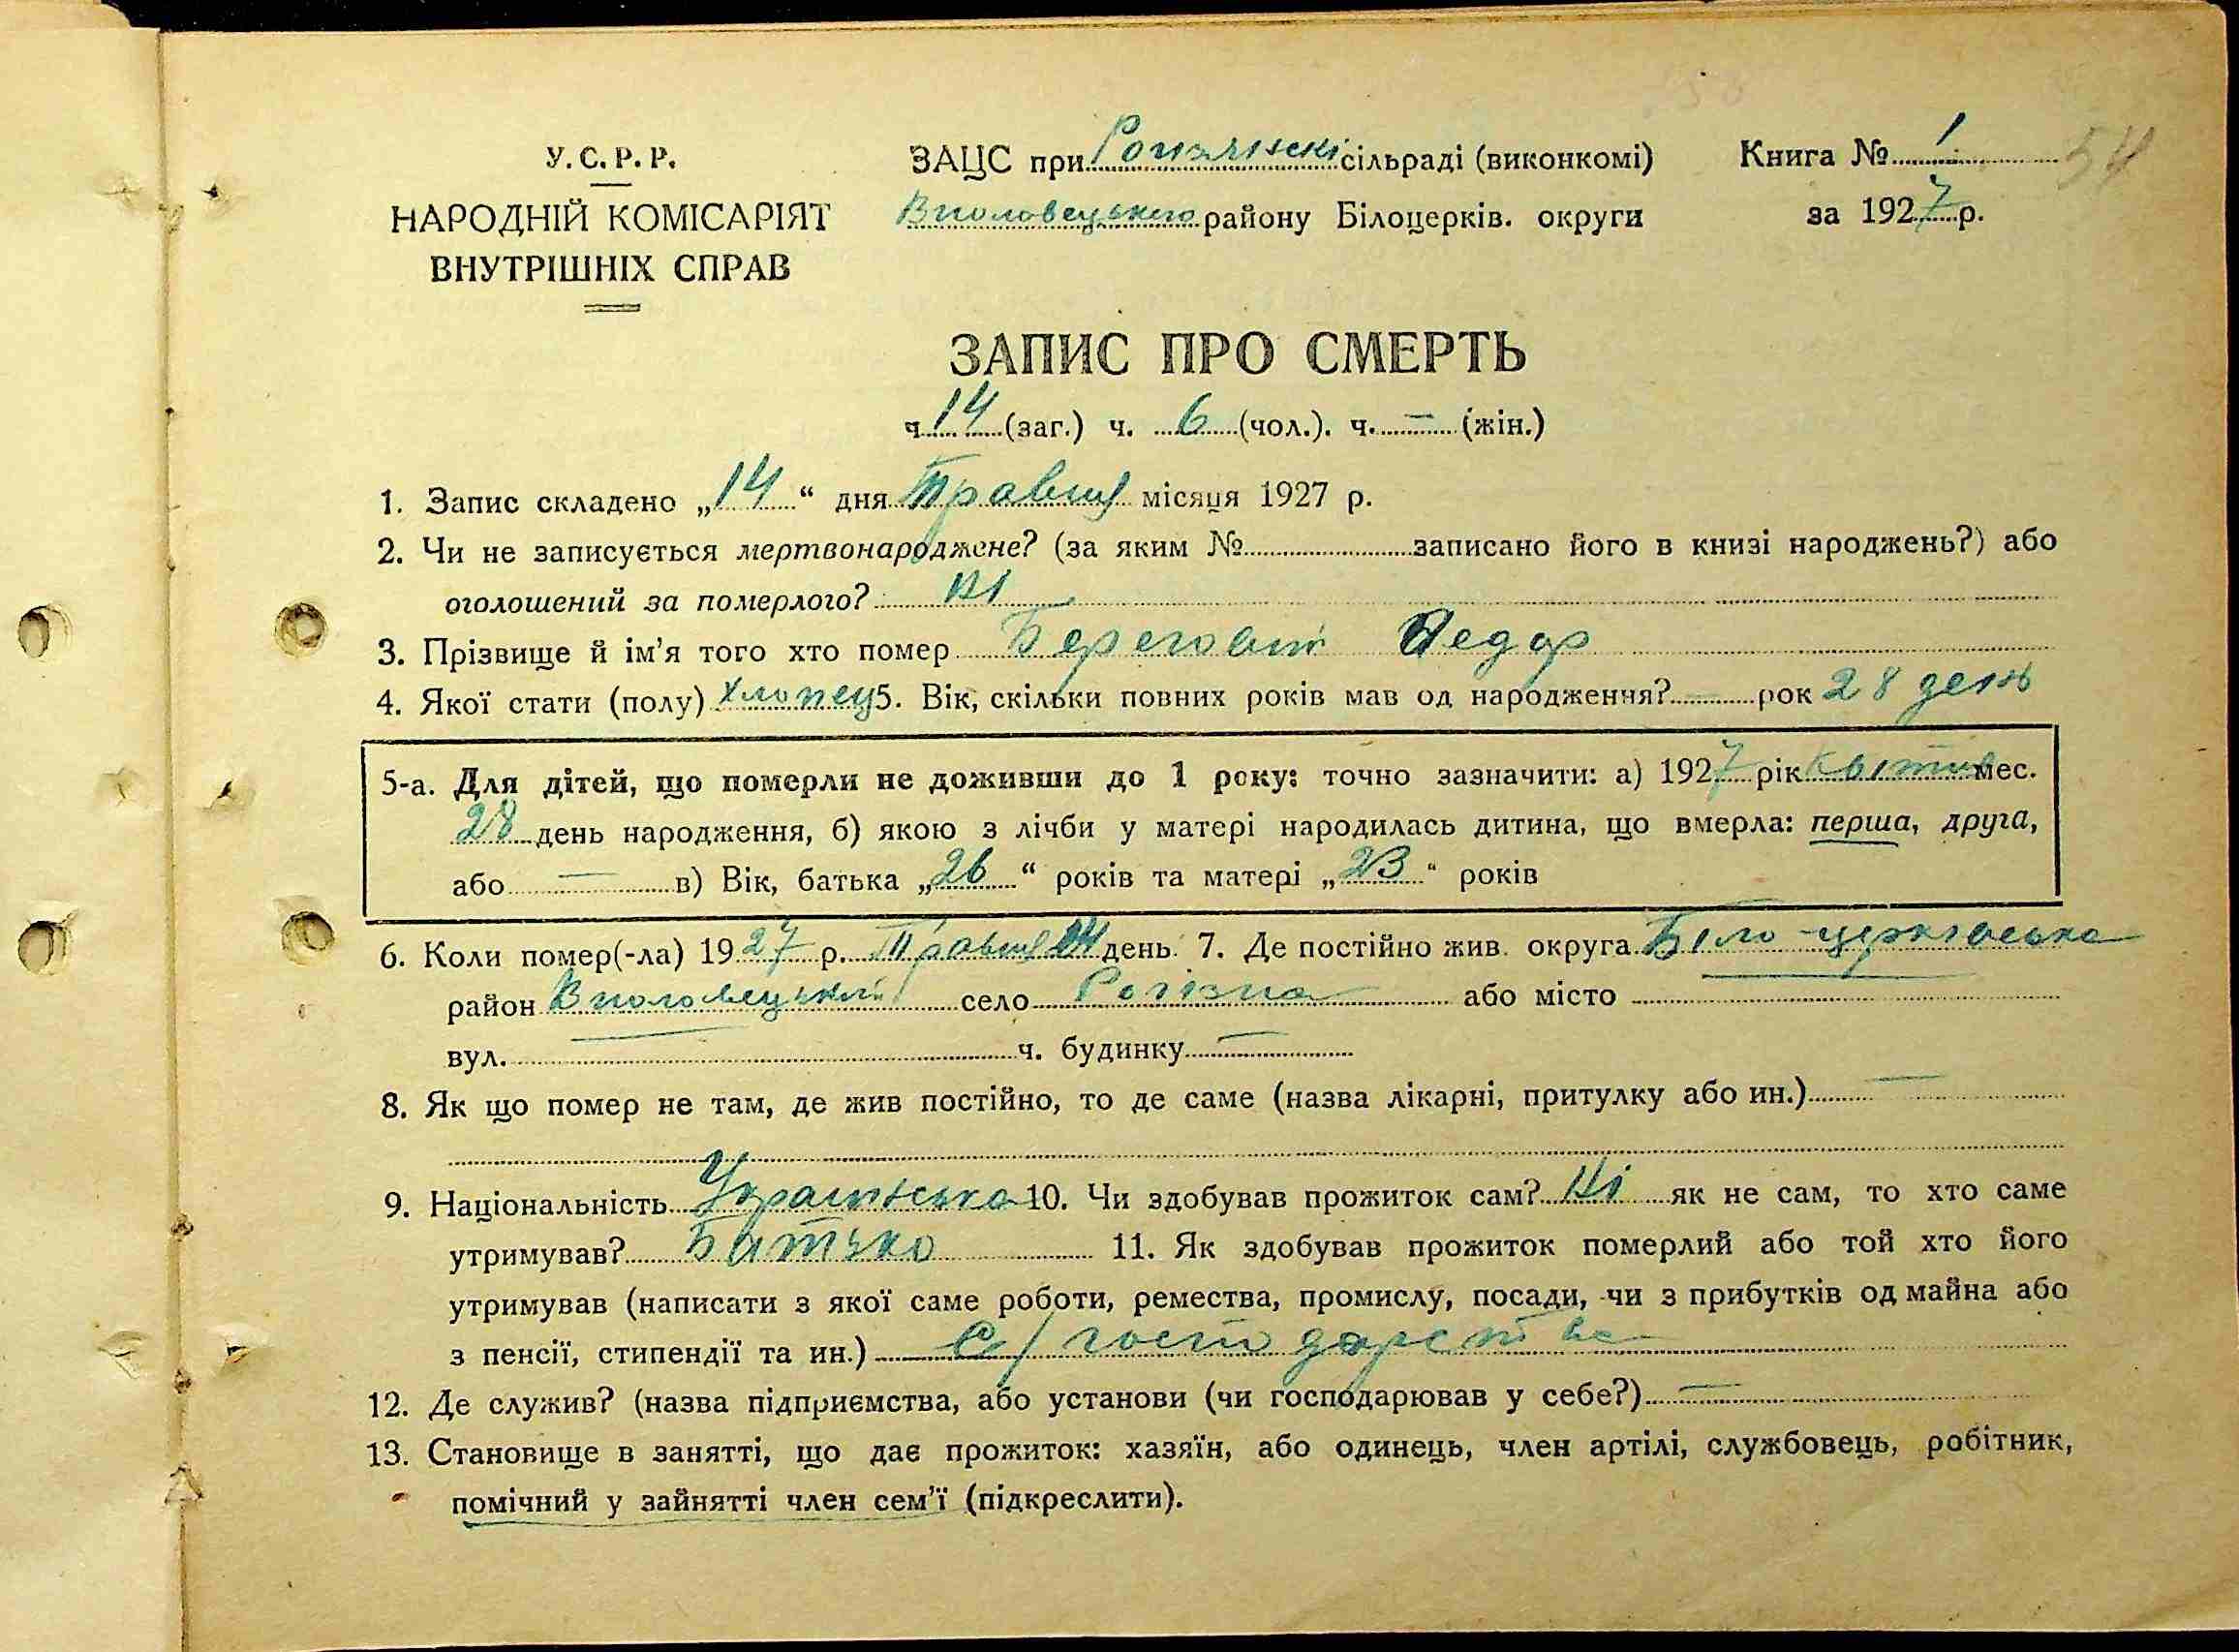 54
У.С.Р.Р.
НАРОДНІЙ КОМІСАРІЯТ
ВНУТРІШНІХ СПРАВ
ЗАЦС при сільраді (виконкомі)
району Білоцерків. округи
Книга № 1
за 1927 р.
ЗАПИС ПРО СМЕРТЬ
ч 14 (заг.) ч. 6 (чол.). ч. — (жін.)
1. Запис складено „14“ дня Травня місяця 1927 р.
2. Чи не записується мертвонароджене? (за яким № записано його в книзі народжень?) або
оголошений за померлого? Ні
3. Прізвище й ім'я того хто помер Береговий Федор
4. Якої стати (полу) хлопец 5. Вік, скільки повних років мав од народження? — рок 28 день
5-а. Для дітей, що померли не доживши до 1 року: точно зазначити: а) 1927 рік Квітня мес.
28 день народження, б) якою з лічби у матері народилась дитина, що вмерла: перша, друга,
або — в) Вік, батька „26“ років та матері „23“ років
6. Коли помер(-ла) 1927 р. Травня 14 день 7. Де постійно жив. округа Біло-церківська
район село Рогізна або місто
вул. — ч. будинку —
8. Як що помер не там, де жив постійно, то де саме (назва лікарні, притулку або ин.) —
9. Національність Українська 10. Чи здобував прожиток сам? Ні як не сам, то хто саме
утримував? Батько 11. Як здобував прожиток померлий або той хто його
утримував (написати з якої саме роботи, ремества, промислу, посади, чи з прибутків од майна або
з пенсії, стипендії та ин.) С/господарства
12. Де служив? (назва підприємства, або установи (чи господарював у себе?) —
13. Становище в занятті, що дає прожиток: хазяїн, або одинець, член артілі, службовець, робітник,
помічний у зайнятті член сем'ї (підкреслити).